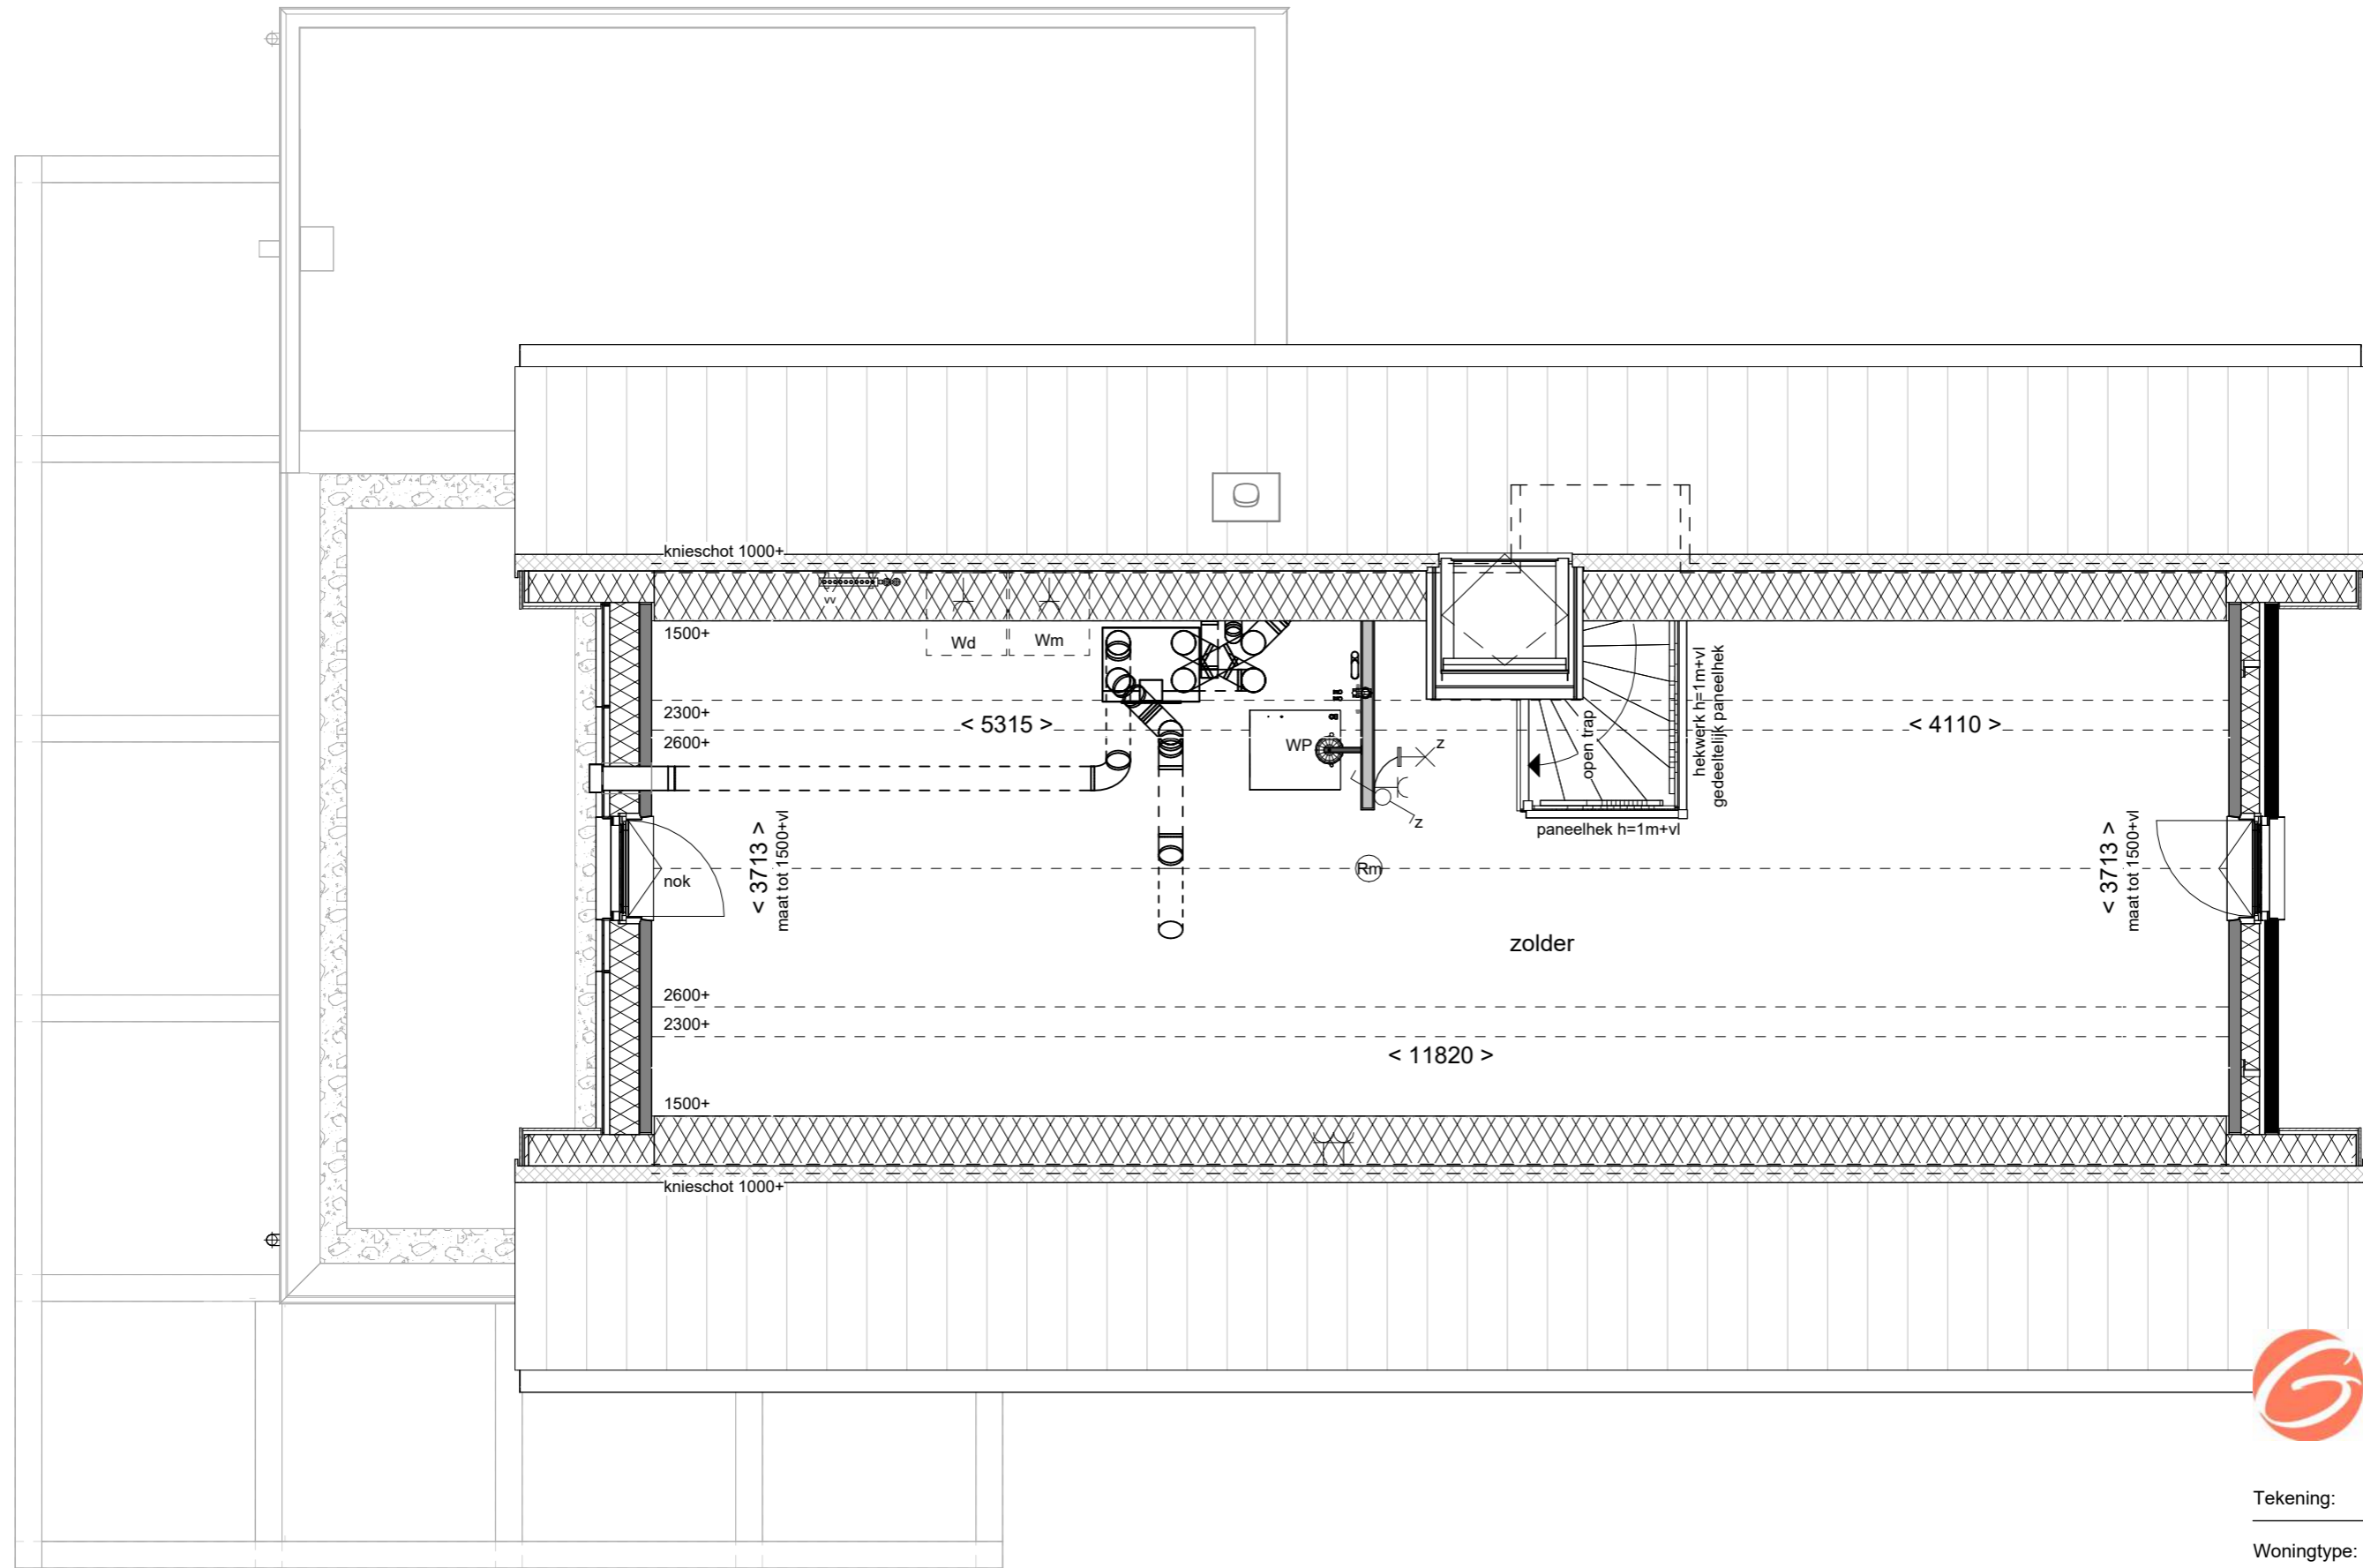 knieschot 1000+
vv
Wd
Wm
1500+
2300+
2600+
< 5315 >
< 4110 >
WP
z
z
open trap
hekwerk h=1m+vl
gedeeltelijk paneelhek
paneelhek h=1m+vl
< 3713 >
maat tot 1500+vl
nok
Rm
< 3713 >
maat tot 1500+vl
zolder
2600+
2300+
< 11820 >
1500+
knieschot 1000+
Tekening:
Woningtype: